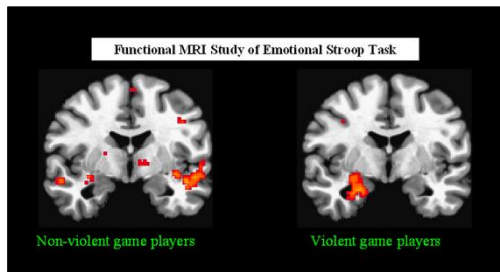 Functional MRI Study of Emotional Stroop Task
Non-violent game players
Violent game players